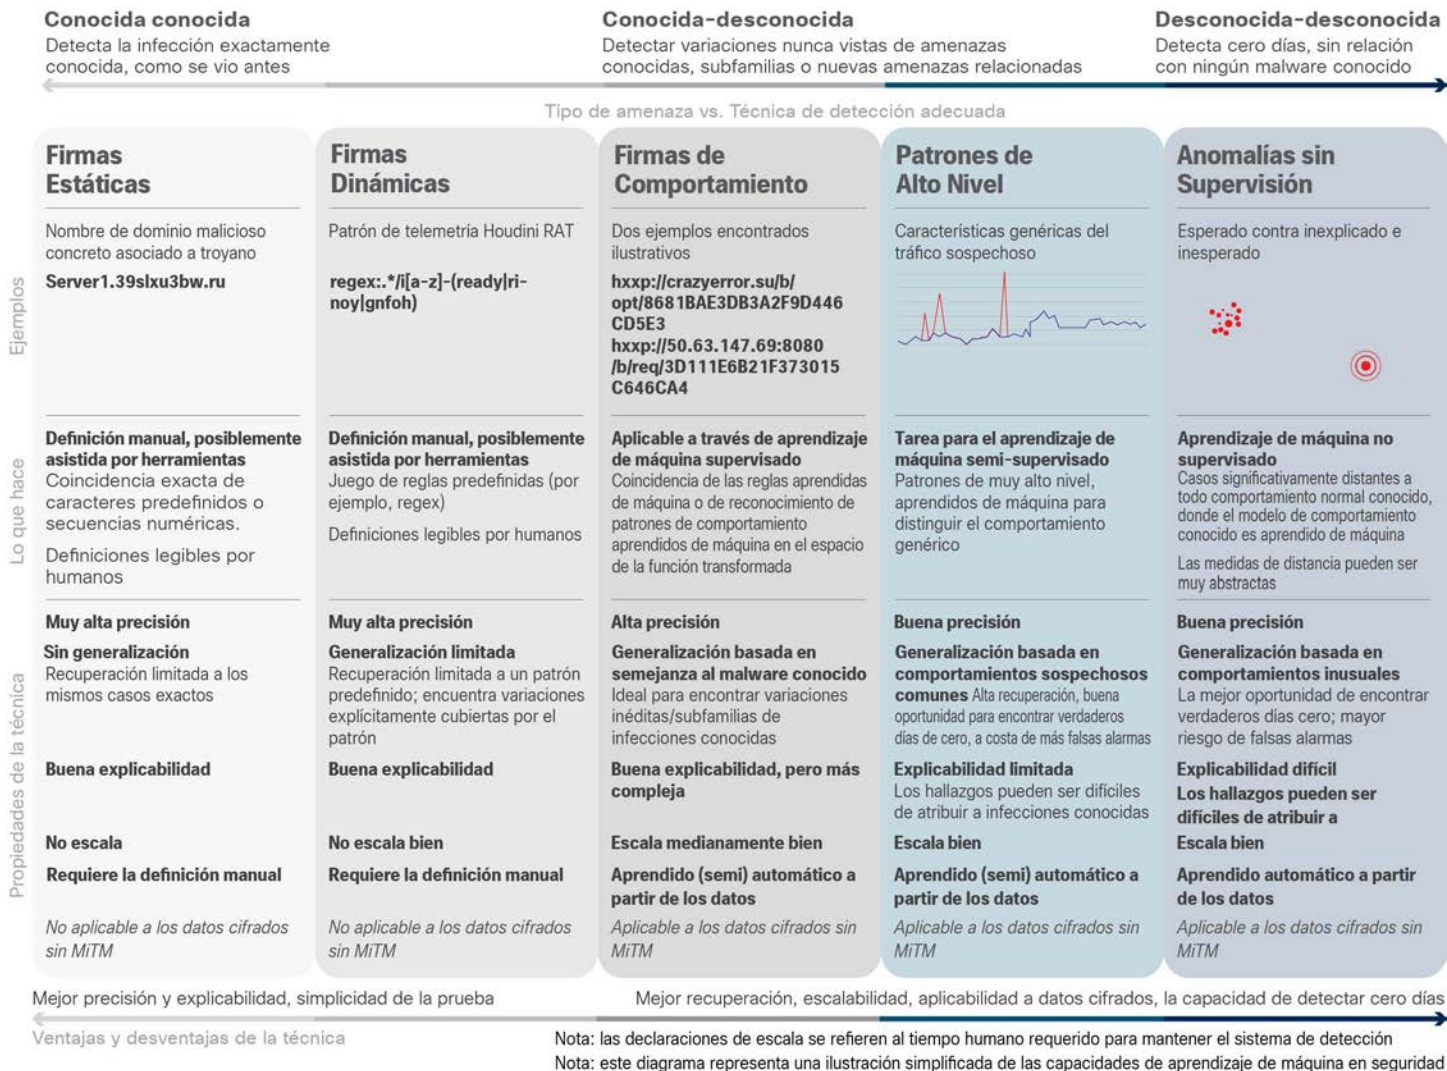 Conocida conocida
Detecta la infección exactamente
conocida, como se vio antes
Conocida-desconocida
Detectar variaciones nunca vistas de amenazas
conocidas, subfamilias o nuevas amenazas relacionadas
Desconocida-desconocida
Detecta cero días, sin relación
con ningún malware conocido
Tipo de amenaza vs. Técnica de detección adecuada
Firmas
Estáticas
Firmas
Dinámicas
Firmas de
Comportamiento
Patrones de
Alto Nivel
Anomalías sin
Supervisión
Ejemplos
Nombre de dominio malicioso
concreto asociado a troyano
Server1.39slxu3bw.ru
Patrón de telemetría Houdini RAT
regex:.*/i[a-z]-(ready|ri-
noy|gnfoh)
Dos ejemplos encontrados
ilustrativos
hxxp://crazyerror.su/b/
opt/8681BAE3DB3A2F9D446
CD5E3
hxxp://50.63.147.69:8080
/b/req/3D111E6B21F373015
C646CA4
Características genéricas del
tráfico sospechoso
Esperado contra inexplicado e
inesperado
Lo que hace
Definición manual, posiblemente
asistida por herramientas
Coincidencia exacta de
caracteres predefinidos o
secuencias numéricas.
Definiciones legibles por
humanos
Definición manual, posiblemente
asistida por herramientas
Juego de reglas predefinidas (por
ejemplo, regex)
Definiciones legibles por humanos
Aplicable a través de aprendizaje
de máquina supervisado
Coincidencia de las reglas aprendidas
de máquina o de reconocimiento de
patrones de comportamiento
aprendidos de máquina en el espacio
de la función transformada
Tarea para el aprendizaje de
máquina semi-supervisado
Patrones de muy alto nivel,
aprendidos de máquina para
distinguir el comportamiento
genérico
Aprendizaje de máquina no
supervisado
Casos significativamente distantes a
todo comportamiento normal conocido,
donde el modelo de comportamiento
conocido es aprendido de máquina
Las medidas de distancia pueden ser
muy abstractas
Propiedades de la técnica
Muy alta precisión
Sin generalización
Recuperación limitada a los
mismos casos exactos
Buena explicabilidad
No escala
Requiere la definición manual
No aplicable a los datos cifrados
sin MiTM
Muy alta precisión
Generalización limitada
Recuperación limitada a un patrón
predefinido; encuentra variaciones
explícitamente cubiertas por el
patrón
Buena explicabilidad
No escala bien
Requiere la definición manual
No aplicable a los datos cifrados
sin MiTM
Alta precisión
Generalización basada en
semejanza al malware conocido
Ideal para encontrar variaciones
inéditas/subfamilias de
infecciones conocidas
Buena explicabilidad, pero más
compleja
Escala medianamente bien
Aprendido (semi) automático a
partir de los datos
Aplicable a los datos cifrados sin
MiTM
Buena precisión
Generalización basada en
comportamientos sospechosos
comunes Alta recuperación, buena
oportunidad para encontrar verdaderos
días de cero, a costa de más falsas alarmas
Explicabilidad limitada
Los hallazgos pueden ser difíciles
de atribuir a infecciones conocidas
Escala bien
Aprendido (semi) automático a
partir de los datos
Aplicable a los datos cifrados sin
MiTM
Buena precisión
Generalización basada en
comportamientos inusuales
La mejor oportunidad de encontrar
verdaderos días cero; mayor
riesgo de falsas alarmas
Explicabilidad difícil
Los hallazgos pueden ser
difíciles de atribuir a
Escala bien
Aprendido automático a partir
de los datos
Aplicable a los datos cifrados sin
MiTM
Mejor precisión y explicabilidad, simplicidad de la prueba
Mejor recuperación, escalabilidad, aplicabilidad a datos cifrados, la capacidad de detectar cero días
Ventajas y desventajas de la técnica
Nota: las declaraciones de escala se refieren al tiempo humano requerido para mantener el sistema de detección
Nota: este diagrama representa una ilustración simplificada de las capacidades de aprendizaje de máquina en seguridad